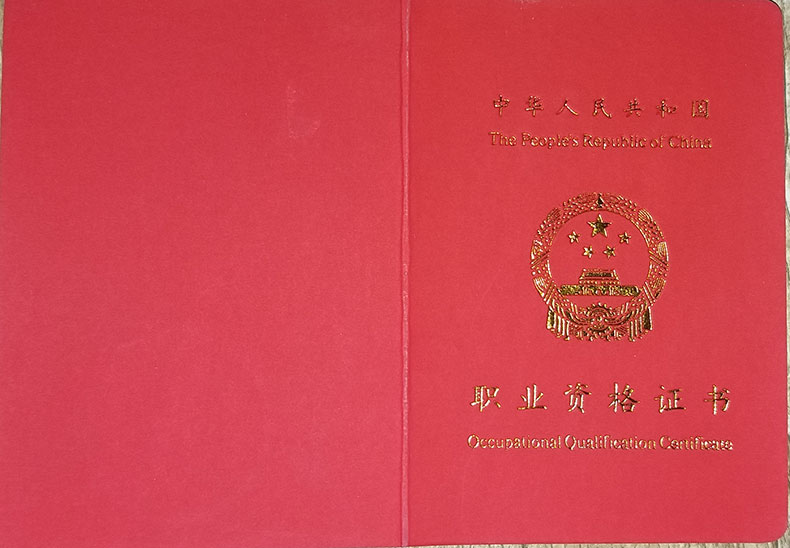 中华人民共和国
The People's Republic of China
职业资格证书
Occupational Qualification Certificate